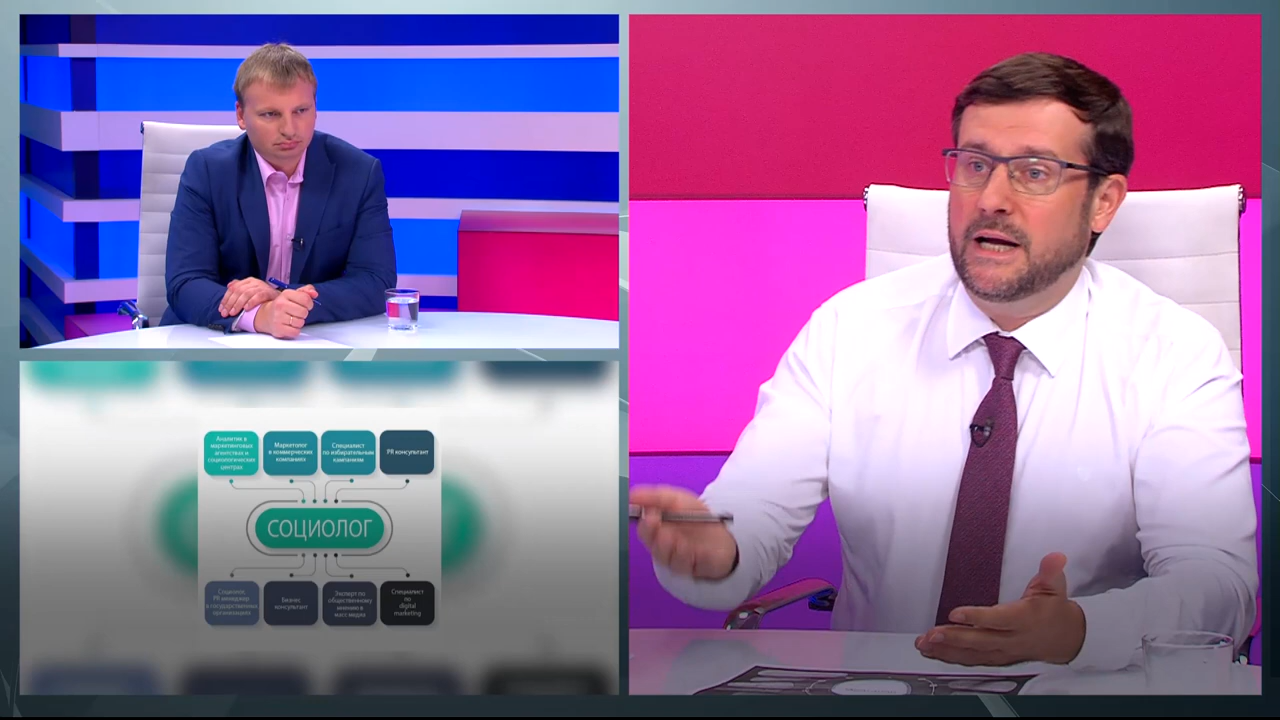 Аналитик в
маркетинговых
агентствах и
социологических
центрах
Маркетолог
в коммерческих
компаниях
Специалист
по избирательным
кампаниям
PR консультант
СОЦИОЛОГ
Социолог,
PR менеджер
в государственных
организациях
Бизнес
консультант
Эксперт по
общественному
мнению в
масс медиа
Специалист
по
digital
marketing